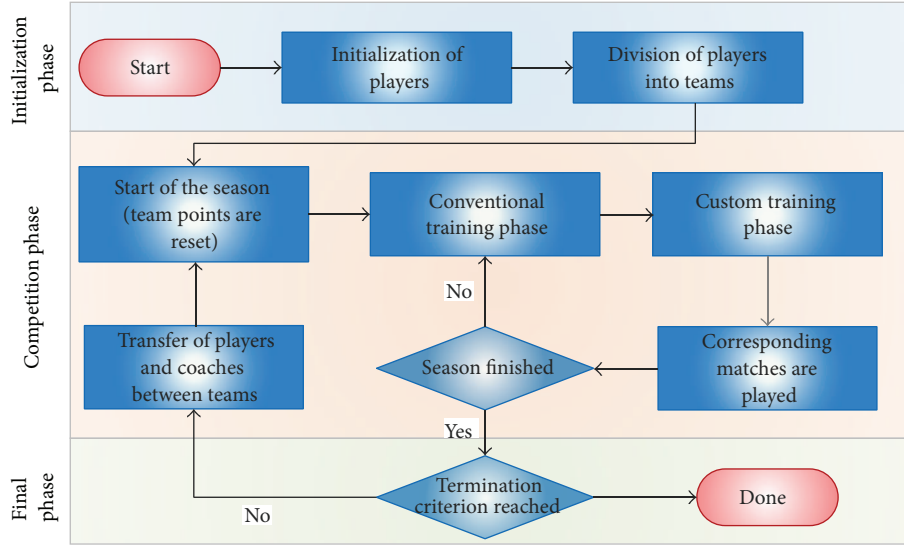 Initialization
phase
Start
Initialization of
players
Division of players
into teams
Competition phase
Start of the season
(team points are
reset)
Conventional
training phase
Custom training
phase
No
Transfer of players
and coaches
between teams
Season finished
Corresponding
matches are
played
Yes
Final
phase
No
Termination
criterion reached
Done